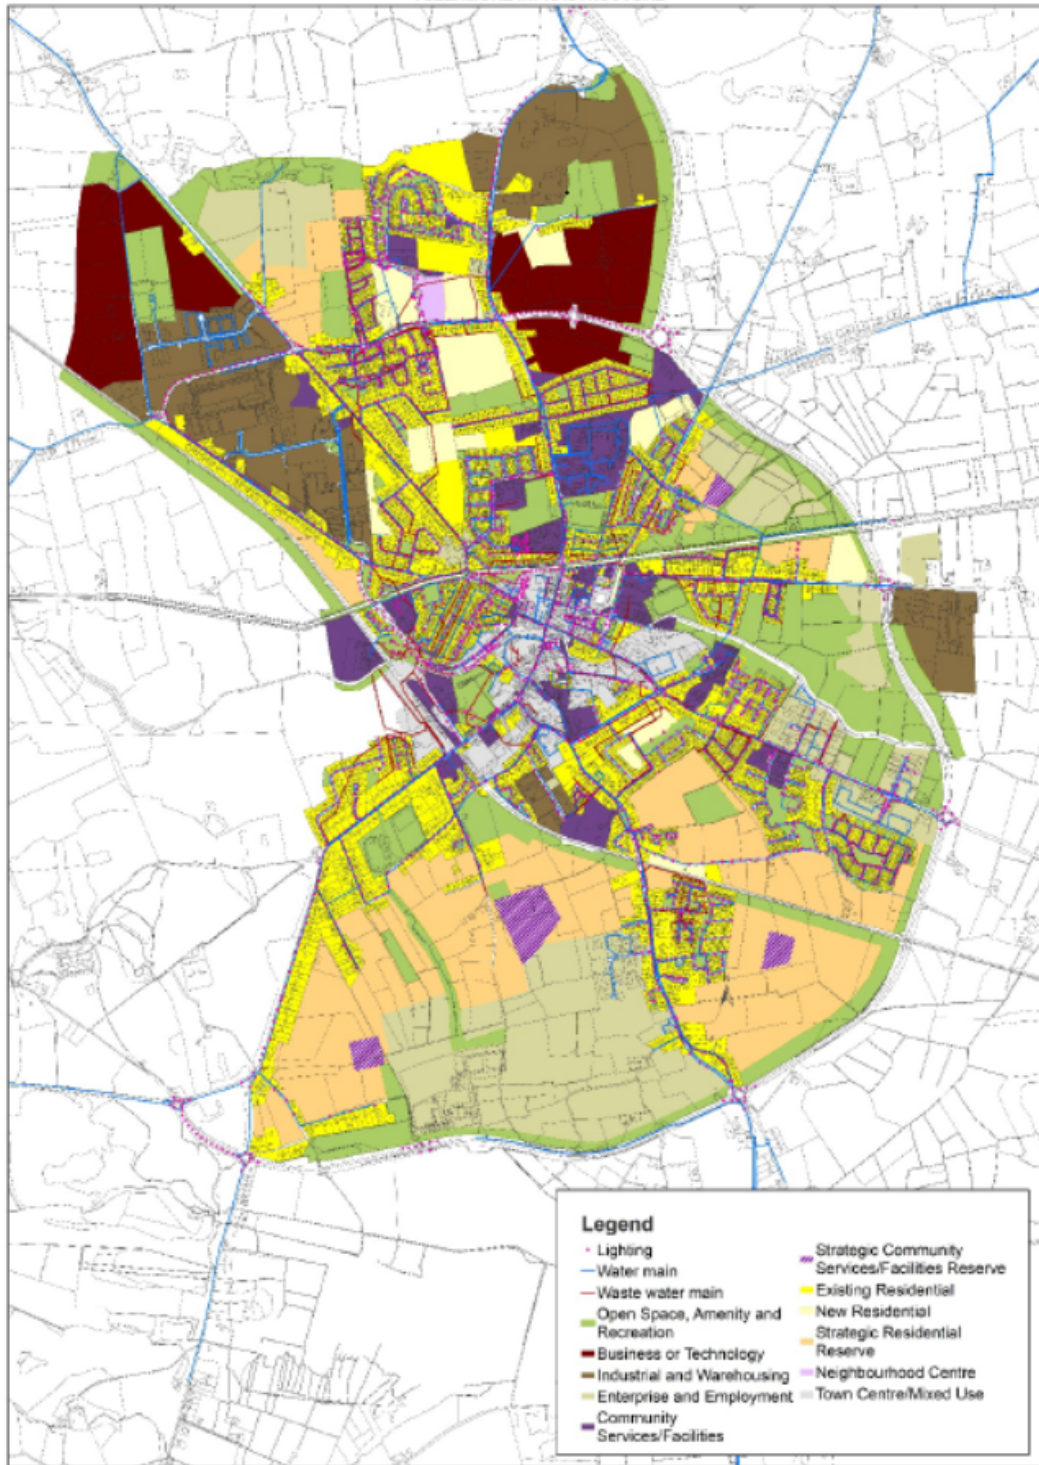 Legend
Lighting
Water main
Waste water main
Open Space, Amenity and
Recreation
Business or Technology
Industrial and Warehousing
Enterprise and Employment
Community
Services/Facilities
Strategic Community
Services/Facilities Reserve
Existing Residential
New Residential
Strategic Residential
Reserve
Neighbourhood Centre
Town Centre/Mixed Use